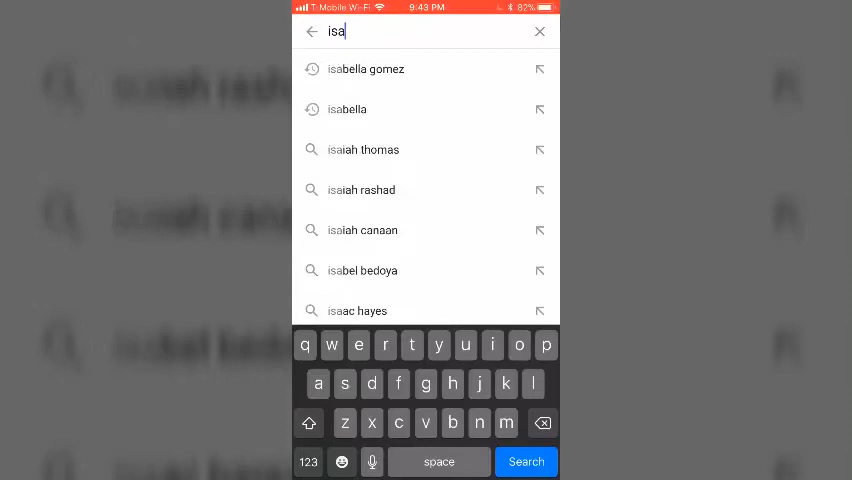 T-Mobile Wi-Fi 9:43 PM 82%
isa
isabella gomez
isabella
isaiah thomas
isaiah rashad
isaiah canaan
isabel bedoya
isaac hayes
q w e r t y u i o p
a s d f g h j k l
z x c v b n m
123 space Search